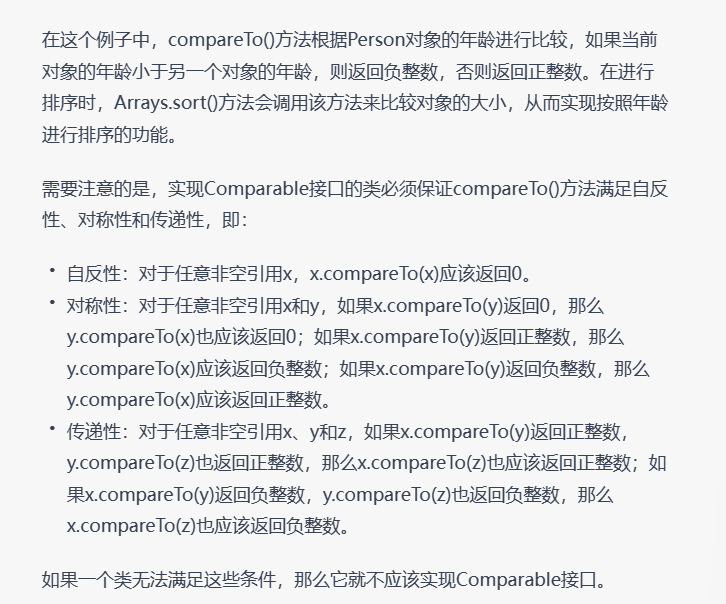 在这个例子中，compareTo()方法根据Person对象的年龄进行比较，如果当前
对象的年龄小于另一个对象的年龄，则返回负整数，否则返回正整数。在进行
排序时，Arrays.sort()方法会调用该方法来比较对象的大小，从而实现按照年龄
进行排序的功能。
需要注意的是，实现Comparable接口的类必须保证compareTo()方法满足自反
性、对称性和传递性，即：
• 自反性：对于任意非空引用x，x.compareTo(x)应该返回0。
• 对称性：对于任意非空引用x和y，如果x.compareTo(y)返回0，那么
y.compareTo(x)也应该返回0；如果x.compareTo(y)返回正整数，那么
y.compareTo(x)应该返回负整数；如果x.compareTo(y)返回负整数，那么
y.compareTo(x)应该返回正整数。
• 传递性：对于任意非空引用x、y和z，如果x.compareTo(y)返回正整数，
y.compareTo(z)也返回正整数，那么x.compareTo(z)也应该返回正整数；如
果x.compareTo(y)返回负整数，y.compareTo(z)也返回负整数，那么
x.compareTo(z)也应该返回负整数。
如果一个类无法满足这些条件，那么它就不应该实现Comparable接口。